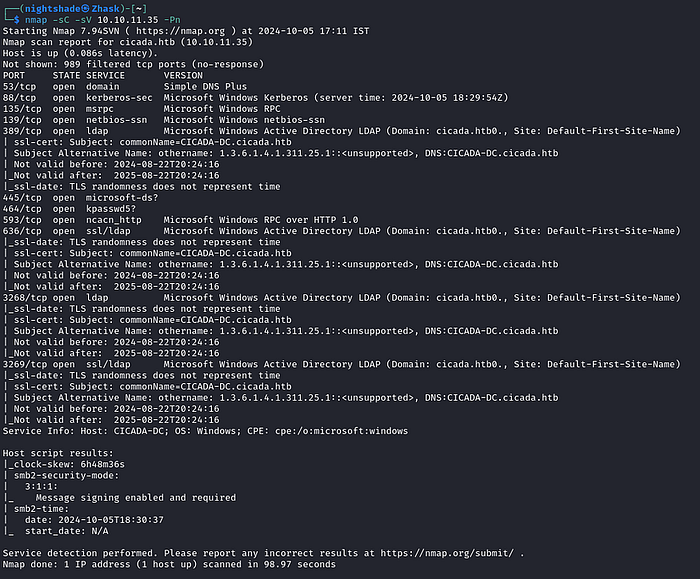 ┌──(nightshade㉿Zhask)-[~]
└─$ nmap -sC -sV 10.10.11.35 -Pn
Starting Nmap 7.94SVN ( https://nmap.org ) at 2024-10-05 17:11 IST
Nmap scan report for cicada.htb (10.10.11.35)
Host is up (0.086s latency).
Not shown: 989 filtered tcp ports (no-response)
PORT     STATE SERVICE       VERSION
53/tcp   open  domain        Simple DNS Plus
88/tcp   open  kerberos-sec  Microsoft Windows Kerberos (server time: 2024-10-05 18:29:54Z)
135/tcp  open  msrpc         Microsoft Windows RPC
139/tcp  open  netbios-ssn   Microsoft Windows netbios-ssn
389/tcp  open  ldap          Microsoft Windows Active Directory LDAP (Domain: cicada.htb0., Site: Default-First-Site-Name)
| ssl-cert: Subject: commonName=CICADA-DC.cicada.htb
| Subject Alternative Name: othername: 1.3.6.1.4.1.311.25.1::<unsupported>, DNS:CICADA-DC.cicada.htb
| Not valid before: 2024-08-22T20:24:16
|_Not valid after:  2025-08-22T20:24:16
|_ssl-date: TLS randomness does not represent time
445/tcp  open  microsoft-ds?
464/tcp  open  kpasswd5?
593/tcp  open  ncacn_http    Microsoft Windows RPC over HTTP 1.0
636/tcp  open  ssl/ldap      Microsoft Windows Active Directory LDAP (Domain: cicada.htb0., Site: Default-First-Site-Name)
|_ssl-date: TLS randomness does not represent time
| ssl-cert: Subject: commonName=CICADA-DC.cicada.htb
| Subject Alternative Name: othername: 1.3.6.1.4.1.311.25.1::<unsupported>, DNS:CICADA-DC.cicada.htb
| Not valid before: 2024-08-22T20:24:16
|_Not valid after:  2025-08-22T20:24:16
3268/tcp open  ldap          Microsoft Windows Active Directory LDAP (Domain: cicada.htb0., Site: Default-First-Site-Name)
|_ssl-date: TLS randomness does not represent time
| ssl-cert: Subject: commonName=CICADA-DC.cicada.htb
| Subject Alternative Name: othername: 1.3.6.1.4.1.311.25.1::<unsupported>, DNS:CICADA-DC.cicada.htb
| Not valid before: 2024-08-22T20:24:16
|_Not valid after:  2025-08-22T20:24:16
3269/tcp open  ssl/ldap      Microsoft Windows Active Directory LDAP (Domain: cicada.htb0., Site: Default-First-Site-Name)
|_ssl-date: TLS randomness does not represent time
| ssl-cert: Subject: commonName=CICADA-DC.cicada.htb
| Subject Alternative Name: othername: 1.3.6.1.4.1.311.25.1::<unsupported>, DNS:CICADA-DC.cicada.htb
| Not valid before: 2024-08-22T20:24:16
|_Not valid after:  2025-08-22T20:24:16
Service Info: Host: CICADA-DC; OS: Windows; CPE: cpe:/o:microsoft:windows
Host script results:
|_clock-skew: 6h48m36s
| smb2-security-mode:
|   3:1:1:
|_    Message signing enabled and required
| smb2-time:
|   date: 2024-10-05T18:30:37
|_  start_date: N/A
Service detection performed. Please report any incorrect results at https://nmap.org/submit/ .
Nmap done: 1 IP address (1 host up) scanned in 98.97 seconds